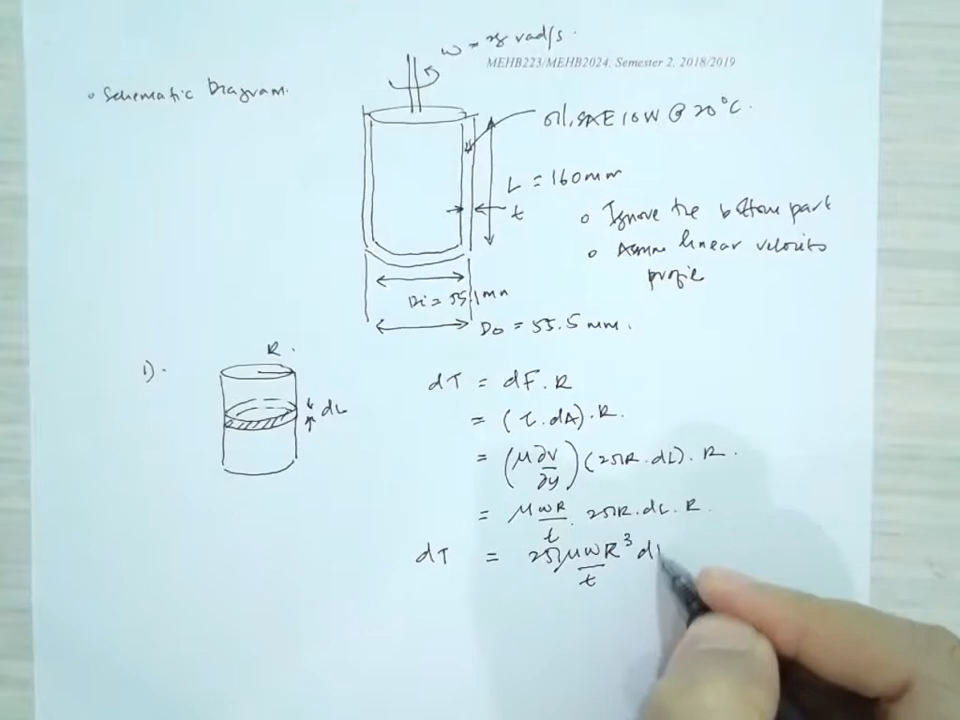 ω = 28 rad/s.
MEHB223/MEHB2024, Semester 2, 2018/2019
• Schematic Diagram.
Oil, SAE 10W @ 20°C.
L = 160mm
t
o Ignore the bottom part
o Assume linear velocity
profile
Di = 55.1mm
Do = 55.5 mm.
1).
R.
dL
dT = dF.R
= (τ.dA).R.
= (μ∂V/∂y)(2πR.dL).R.
= μωR/t. 2πR.dL.R.
dT = 2πμωR³/t dL